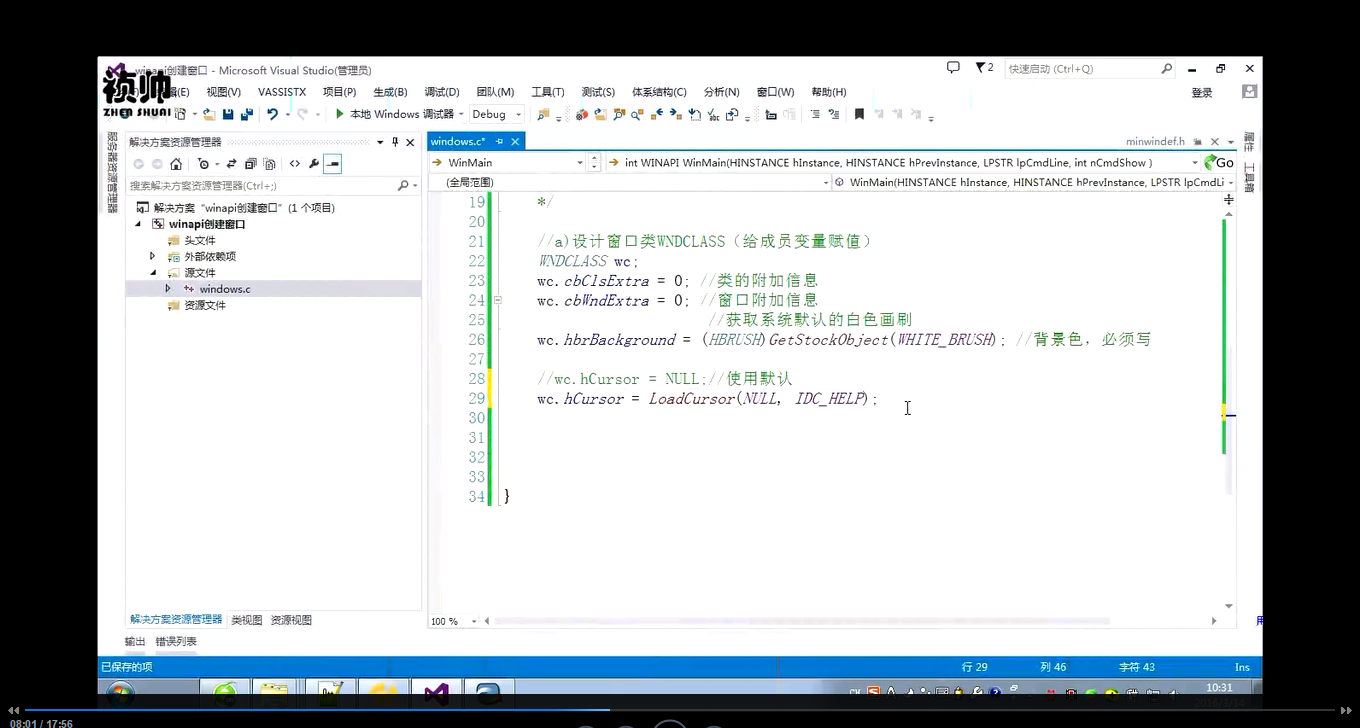 winapi创建窗口 - Microsoft Visual Studio(管理员)
2
快速启动 (Ctrl+Q)
祯帅
ZHEN SHUAI
视图(V) VASSISTX 项目(P) 生成(B) 调试(D) 团队(M) 工具(T) 测试(S) 体系结构(C) 分析(N) 窗口(W) 帮助(H)
登录
本地 Windows 调试器 Debug
服务器资源管理器
解决方案资源管理器
windows.c*
minwindef.h
属性
工具箱
WinMain
int WINAPI WinMain(HINSTANCE hInstance, HINSTANCE hPrevInstance, LPSTR lpCmdLine, int nCmdShow )
Go
搜索解决方案资源管理器(Ctrl+;)
(全局范围)
WinMain(HINSTANCE hInstance, HINSTANCE hPrevInstance, LPSTR lpCmdLi
解决方案 "winapi创建窗口" (1 个项目)
winapi创建窗口
头文件
外部依赖项
源文件
windows.c
资源文件
19 */
20
21 //a)设计窗口类WNDCLASS（给成员变量赋值）
22 WNDCLASS wc;
23 wc.cbClsExtra = 0; //类的附加信息
24 wc.cbWndExtra = 0; //窗口附加信息
25 //获取系统默认的白色画刷
26 wc.hbrBackground = (HBRUSH)GetStockObject(WHITE_BRUSH); //背景色，必须写
27
28 //wc.hCursor = NULL;//使用默认
29 wc.hCursor = LoadCursor(NULL, IDC_HELP);
30
31
32
33
34 }
解决方案资源管理器 类视图 资源视图
100 %
输出 错误列表
已保存的项
行 29 列 46 字符 43 Ins
10:31
08:01 / 17:56